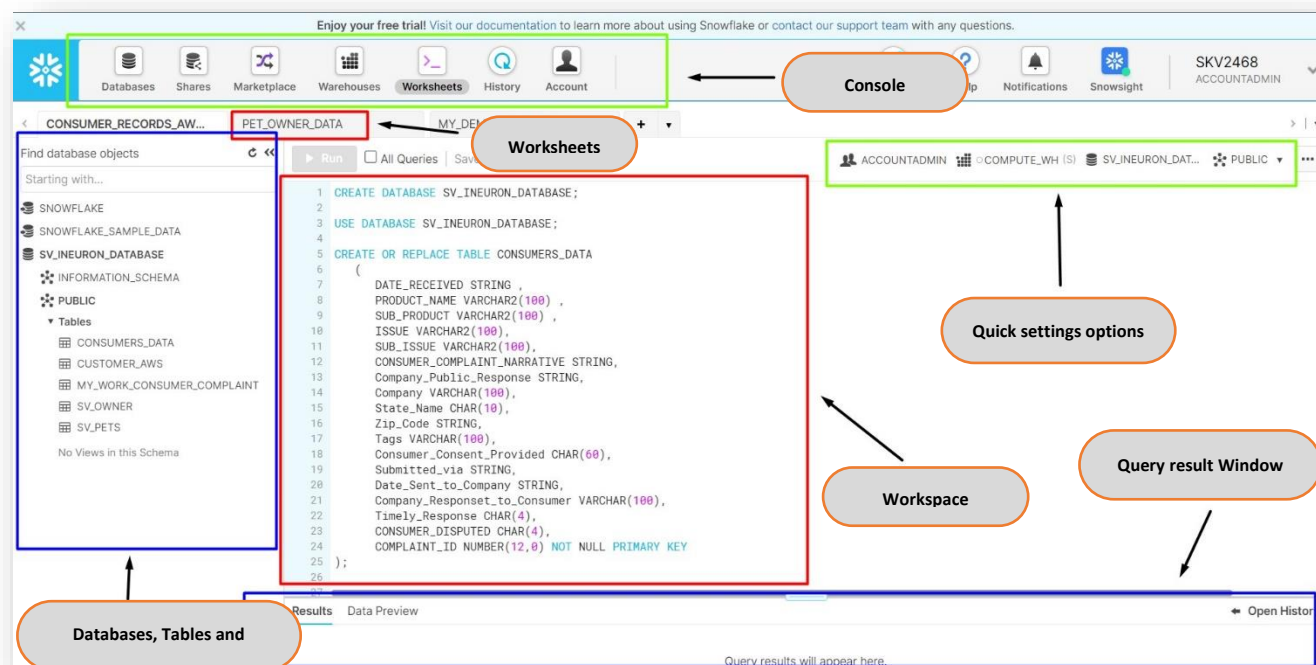 Enjoy your free trial! Visit our documentation to learn more about using Snowflake or contact our support team with any questions.
Databases Shares Marketplace Warehouses Worksheets History Account
Console
Notifications Snowsight
SKV2468
ACCOUNTADMIN
CONSUMER_RECORDS_AW... PET_OWNER_DATA
Worksheets
Find database objects
Starting with...
SNOWFLAKE
SNOWFLAKE_SAMPLE_DATA
SV_INEURON_DATABASE
INFORMATION_SCHEMA
PUBLIC
Tables
CONSUMERS_DATA
CUSTOMER_AWS
MY_WORK_CONSUMER_COMPLAINT
SV_OWNER
SV_PETS
No Views in this Schema
Run All Queries
ACCOUNTADMIN COMPUTE_WH (S) SV_INEURON_DAT... PUBLIC
1 CREATE DATABASE SV_INEURON_DATABASE;
2
3 USE DATABASE SV_INEURON_DATABASE;
4
5 CREATE OR REPLACE TABLE CONSUMERS_DATA
6 (
7 DATE_RECEIVED STRING ,
8 PRODUCT_NAME VARCHAR2(100) ,
9 SUB_PRODUCT VARCHAR2(100) ,
10 ISSUE VARCHAR2(100),
11 SUB_ISSUE VARCHAR2(100),
12 CONSUMER_COMPLAINT_NARRATIVE STRING,
13 Company_Public_Response STRING,
14 Company VARCHAR(100),
15 State_Name CHAR(10),
16 Zip_Code STRING,
17 Tags VARCHAR(100),
18 Consumer_Consent_Provided CHAR(60),
19 Submitted_via STRING,
20 Date_Sent_to_Company STRING,
21 Company_Responset_to_Consumer VARCHAR(100),
22 Timely_Response CHAR(4),
23 CONSUMER_DISPUTED CHAR(4),
24 COMPLAINT_ID NUMBER(12,0) NOT NULL PRIMARY KEY
25 );
26
27
Quick settings options
Workspace
Query result Window
Results Data Preview
Open Histor
Databases, Tables and
Query results will appear here.